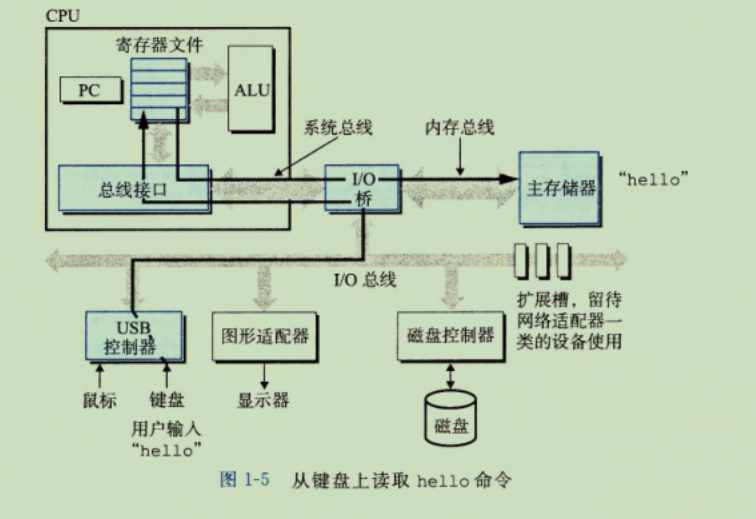 CPU
寄存器文件
PC
ALU
系统总线
内存总线
总线接口
I/O
桥
主存储器
“hello”
I/O 总线
扩展槽，留待
网络适配器一
类的设备使用
USB
控制器
图形适配器
磁盘控制器
鼠标
键盘
显示器
磁盘
用户输入
“hello”
图 1-5 从键盘上读取 hello 命令